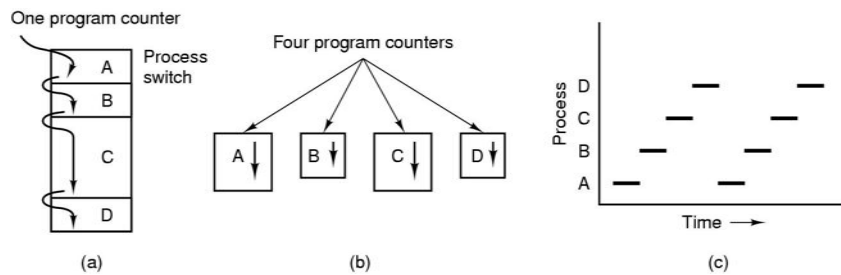 One program counter
Process
switch
A
B
C
D
(a)
Four program counters
A
B
C
D
(b)
Process
D
C
B
A
Time
(c)